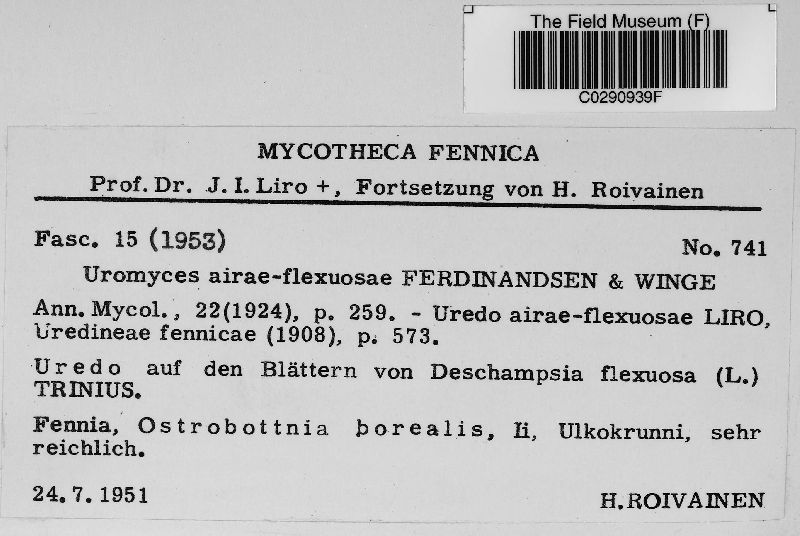 The Field Museum (F)
C0290939F
MYCOTHECA FENNICA
Prof. Dr. J. I. Liro +, Fortsetzung von H. Roivainen
Fasc. 15 (1953)
No. 741
Uromyces airae-flexuosae FERDINANDSEN & WINGE
Ann. Mycol., 22(1924), p. 259. - Uredo airae-flexuosae LIRO,
Uredineae fennicae (1908), p. 573.
Uredo auf den Blättern von Deschampsia flexuosa (L.)
TRINIUS.
Fennia, Ostrobottnia borealis, Ii, Ulkokrunni, sehr
reichlich.
24. 7. 1951
H. ROIVAINEN